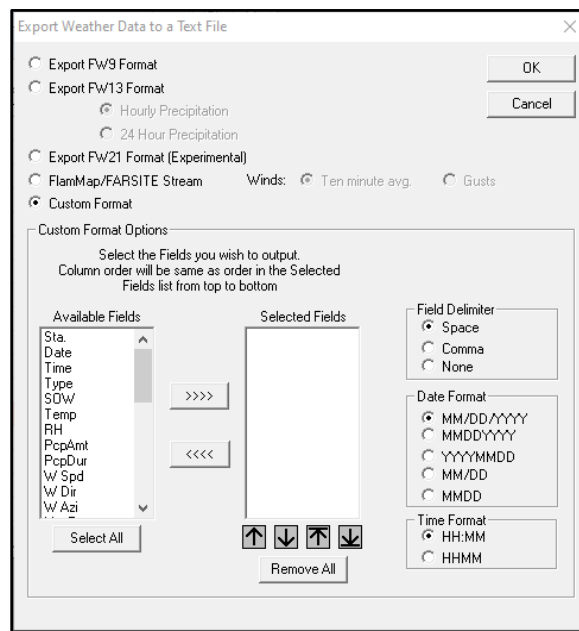 Export Weather Data to a Text File
Export FW9 Format
OK
Export FW13 Format
Hourly Precipitation
Cancel
24 Hour Precipitation
Export FW21 Format (Experimental)
FlamMap/FARSITE Stream Winds: Ten minute avg. Gusts
Custom Format
Custom Format Options
Select the Fields you wish to output.
Column order will be same as order in the Selected
Fields list from top to bottom
Available Fields
Sta.
Date
Time
Type
SOW
Temp
RH
PcpAmt
PcpDur
W Spd
W Dir
W Azi
Select All
>>>>
<<<<
Selected Fields
Remove All
Field Delimiter
Space
Comma
None
Date Format
MM/DD/YYYY
MMDDYYYY
YYYYMMDD
MM/DD
MMDD
Time Format
HH:MM
HHMM